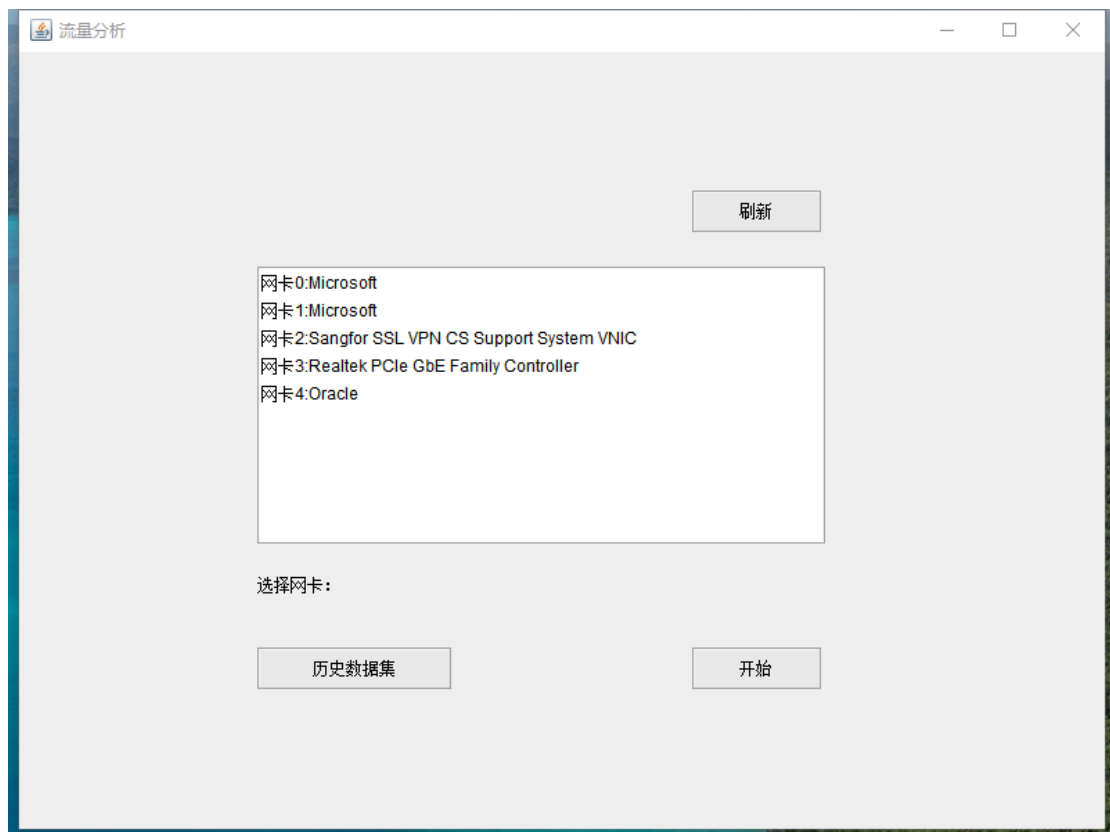 流量分析
刷新
网卡0:Microsoft
网卡1:Microsoft
网卡2:Sangfor SSL VPN CS Support System VNIC
网卡3:Realtek PCIe GbE Family Controller
网卡4:Oracle
选择网卡：
历史数据集
开始